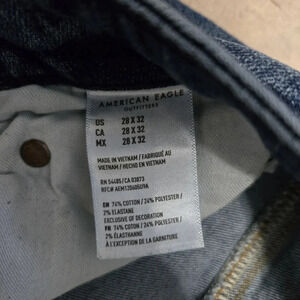 AMERICAN EAGLE
OUTFITTERS
US 28 X 32
CA 28 X 32
MX 28 X 32
MADE IN VIETNAM / FABRIQUÉ AU
VIETNAM / HECHO EN VIETNAM
RN 54485/CA 03873
RFC# AEM1206050YA
EN 74% COTTON / 24% POLYESTER /
2% ELASTANE
EXCLUSIVE OF DECORATION
FR 74% COTON / 24% POLYESTER /
2% ÉLASTHANNE
À L'EXCEPTION DE LA GARNITURE